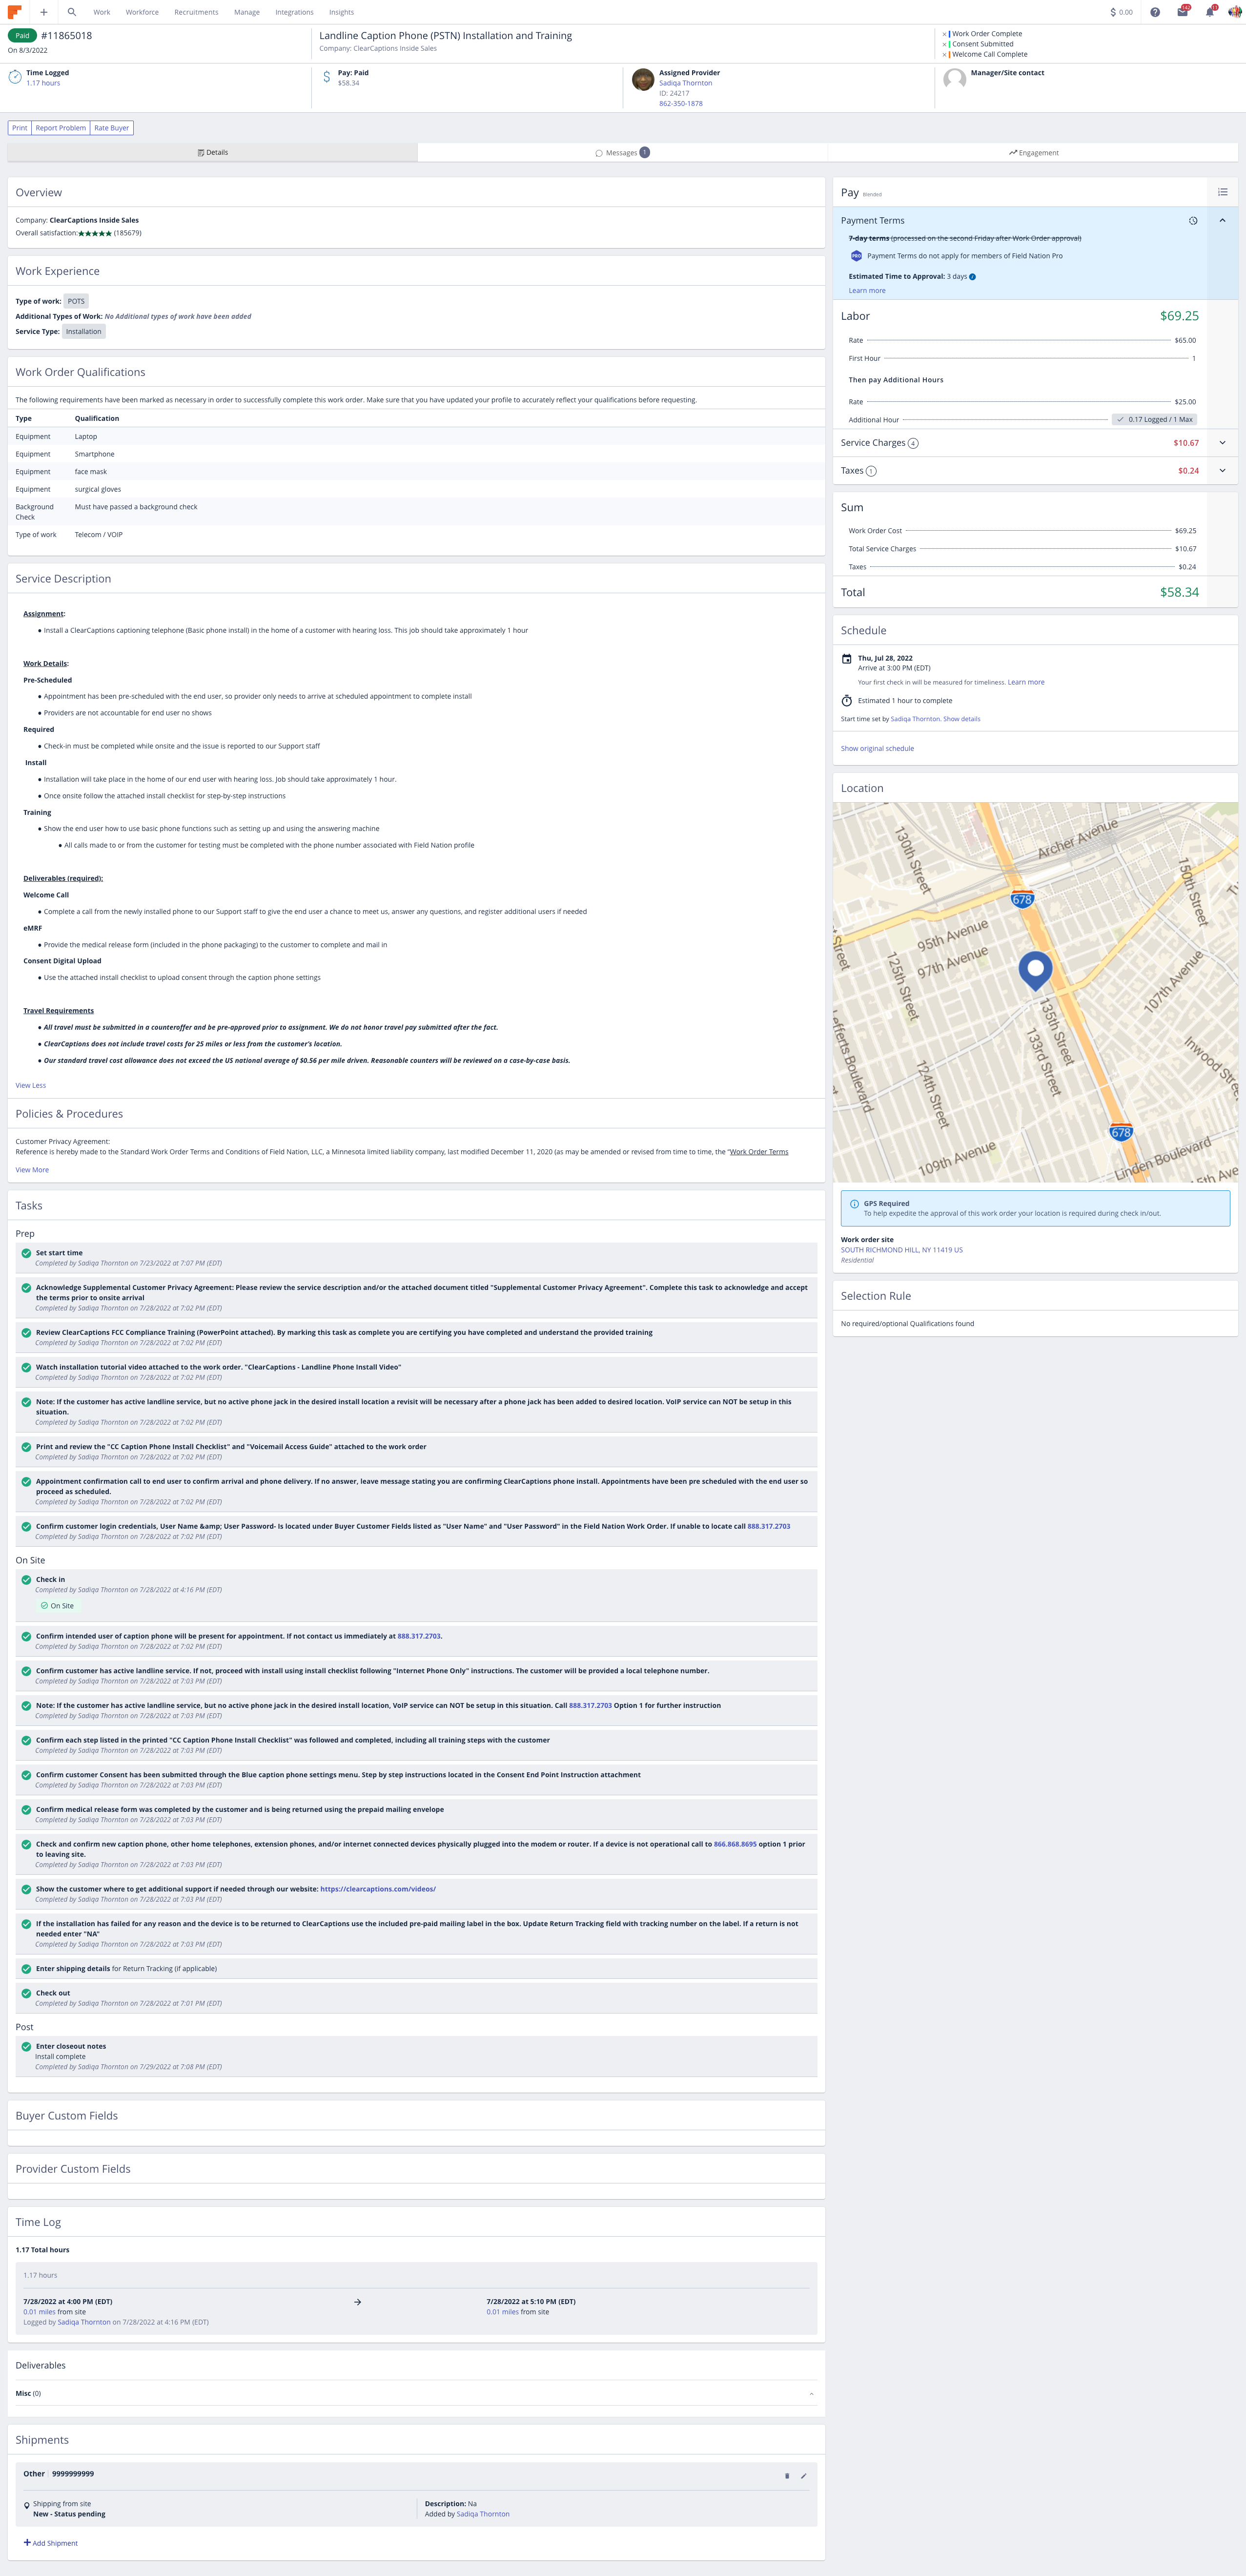 Work Workforce Recruitments Manage Integrations Insights $ 0.00
Paid #11865018
On 8/3/2022
Landline Caption Phone (PSTN) Installation and Training
Company: ClearCaptions Inside Sales
Work Order Complete
Consent Submitted
Welcome Call Complete
Time Logged
1.17 hours
Pay: Paid
$58.34
Assigned Provider
Sadiqa Thornton
ID: 24217
862-350-1878
Manager/Site contact
Print Report Problem Rate Buyer
Details Messages 1 Engagement
Overview
Company: ClearCaptions Inside Sales
Overall satisfaction: ★★★★★ (185679)
Work Experience
Type of work: POTS
Additional Types of Work: No Additional types of work have been added
Service Type: Installation
Work Order Qualifications
The following requirements have been marked as necessary in order to successfully complete this work order. Make sure that you have updated your profile to accurately reflect your qualifications before requesting.
Type Qualification
Equipment Laptop
Equipment Smartphone
Equipment face mask
Equipment surgical gloves
Background Check Must have passed a background check
Type of work Telecom / VOIP
Service Description
Assignment:
● Install a ClearCaptions captioning telephone (Basic phone install) in the home of a customer with hearing loss. This job should take approximately 1 hour
Work Details:
Pre-Scheduled
● Appointment has been pre-scheduled with the end user, so provider only needs to arrive at scheduled appointment to complete install
● Providers are not accountable for end user no shows
Required
● Check-in must be completed while onsite and the issue is reported to our Support staff
Install
● Installation will take place in the home of our end user with hearing loss. Job should take approximately 1 hour.
● Once onsite follow the attached install checklist for step-by-step instructions
Training
● Show the end user how to use basic phone functions such as setting up and using the answering machine
● All calls made to or from the customer for testing must be completed with the phone number associated with Field Nation profile
Deliverables (required):
Welcome Call
● Complete a call from the newly installed phone to our Support staff to give the end user a chance to meet us, answer any questions, and register additional users if needed
eMRF
● Provide the medical release form (included in the phone packaging) to the customer to complete and mail in
Consent Digital Upload
● Use the attached install checklist to upload consent through the caption phone settings
Travel Requirements
● All travel must be submitted in a counteroffer and be pre-approved prior to assignment. We do not honor travel pay submitted after the fact.
● ClearCaptions does not include travel costs for 25 miles or less from the customer's location.
● Our standard travel cost allowance does not exceed the US national average of $0.56 per mile driven. Reasonable counters will be reviewed on a case-by-case basis.
View Less
Policies & Procedures
Customer Privacy Agreement:
Reference is hereby made to the Standard Work Order Terms and Conditions of Field Nation, LLC, a Minnesota limited liability company, last modified December 11, 2020 (as may be amended or revised from time to time, the "Work Order Terms
View More
Tasks
Prep
Set start time
Completed by Sadiqa Thornton on 7/23/2022 at 7:07 PM (EDT)
Acknowledge Supplemental Customer Privacy Agreement: Please review the service description and/or the attached document titled "Supplemental Customer Privacy Agreement". Complete this task to acknowledge and accept
the terms prior to onsite arrival
Completed by Sadiqa Thornton on 7/28/2022 at 7:02 PM (EDT)
Review ClearCaptions FCC Compliance Training (PowerPoint attached). By marking this task as complete you are certifying you have completed and understand the provided training
Completed by Sadiqa Thornton on 7/28/2022 at 7:02 PM (EDT)
Watch installation tutorial video attached to the work order. "ClearCaptions - Landline Phone Install Video"
Completed by Sadiqa Thornton on 7/28/2022 at 7:02 PM (EDT)
Note: If the customer has active landline service, but no active phone jack in the desired install location a revisit will be necessary after a phone jack has been added to desired location. VoIP service can NOT be setup in this
situation.
Completed by Sadiqa Thornton on 7/28/2022 at 7:02 PM (EDT)
Print and review the "CC Caption Phone Install Checklist" and "Voicemail Access Guide" attached to the work order
Completed by Sadiqa Thornton on 7/28/2022 at 7:02 PM (EDT)
Appointment confirmation call to end user to confirm arrival and phone delivery. If no answer, leave message stating you are confirming ClearCaptions phone install. Appointments have been pre scheduled with the end user so
proceed as scheduled.
Completed by Sadiqa Thornton on 7/28/2022 at 7:02 PM (EDT)
Confirm customer login credentials, User Name &amp; User Password- Is located under Buyer Customer Fields listed as "User Name" and "User Password" in the Field Nation Work Order. If unable to locate call 888.317.2703
Completed by Sadiqa Thornton on 7/28/2022 at 7:02 PM (EDT)
On Site
Check in
Completed by Sadiqa Thornton on 7/28/2022 at 4:16 PM (EDT)
On Site
Confirm intended user of caption phone will be present for appointment. If not contact us immediately at 888.317.2703.
Completed by Sadiqa Thornton on 7/28/2022 at 7:02 PM (EDT)
Confirm customer has active landline service. If not, proceed with install using install checklist following "Internet Phone Only" instructions. The customer will be provided a local telephone number.
Completed by Sadiqa Thornton on 7/28/2022 at 7:03 PM (EDT)
Note: If the customer has active landline service, but no active phone jack in the desired install location, VoIP service can NOT be setup in this situation. Call 888.317.2703 Option 1 for further instruction
Completed by Sadiqa Thornton on 7/28/2022 at 7:03 PM (EDT)
Confirm each step listed in the printed "CC Caption Phone Install Checklist" was followed and completed, including all training steps with the customer
Completed by Sadiqa Thornton on 7/28/2022 at 7:03 PM (EDT)
Confirm customer Consent has been submitted through the Blue caption phone settings menu. Step by step instructions located in the Consent End Point Instruction attachment
Completed by Sadiqa Thornton on 7/28/2022 at 7:03 PM (EDT)
Confirm medical release form was completed by the customer and is being returned using the prepaid mailing envelope
Completed by Sadiqa Thornton on 7/28/2022 at 7:03 PM (EDT)
Check and confirm new caption phone, other home telephones, extension phones, and/or internet connected devices physically plugged into the modem or router. If a device is not operational call to 866.868.8695 option 1 prior
to leaving site.
Completed by Sadiqa Thornton on 7/28/2022 at 7:03 PM (EDT)
Show the customer where to get additional support if needed through our website: https://clearcaptions.com/videos/
Completed by Sadiqa Thornton on 7/28/2022 at 7:03 PM (EDT)
If the installation has failed for any reason and the device is to be returned to ClearCaptions use the included pre-paid mailing label in the box. Update Return Tracking field with tracking number on the label. If a return is not
needed enter "NA"
Completed by Sadiqa Thornton on 7/28/2022 at 7:03 PM (EDT)
Enter shipping details for Return Tracking (if applicable)
Check out
Completed by Sadiqa Thornton on 7/28/2022 at 7:01 PM (EDT)
Post
Enter closeout notes
Install complete
Completed by Sadiqa Thornton on 7/29/2022 at 7:08 PM (EDT)
Buyer Custom Fields
Provider Custom Fields
Time Log
1.17 Total hours
1.17 hours
7/28/2022 at 4:00 PM (EDT) 7/28/2022 at 5:10 PM (EDT)
0.01 miles from site 0.01 miles from site
Logged by Sadiqa Thornton on 7/28/2022 at 4:16 PM (EDT)
Deliverables
Misc (0)
Shipments
Other 9999999999
Shipping from site
New - Status pending
Description: Na
Added by Sadiqa Thornton
Add Shipment
Pay Blended
Payment Terms
7-day terms (processed on the second Friday after Work Order approval)
PRO Payment Terms do not apply for members of Field Nation Pro
Estimated Time to Approval: 3 days
Learn more
Labor $69.25
Rate $65.00
First Hour 1
Then pay Additional Hours
Rate $25.00
Additional Hour 0.17 Logged / 1 Max
Service Charges 4 $10.67
Taxes 1 $0.24
Sum
Work Order Cost $69.25
Total Service Charges $10.67
Taxes $0.24
Total $58.34
Schedule
Thu, Jul 28, 2022
Arrive at 3:00 PM (EDT)
Your first check in will be measured for timeliness. Learn more
Estimated 1 hour to complete
Start time set by Sadiqa Thornton. Show details
Show original schedule
Location
Archer Avenue
130th Street
150th Street
678
95th Avenue
97th Avenue
125th Street
107th Avenue
135th Street
133rd Street
124th Street
Lefferts Boulevard
Inwood Street
678
109th Avenue
Linden Boulevard
GPS Required
To help expedite the approval of this work order your location is required during check in/out.
Work order site
SOUTH RICHMOND HILL, NY 11419 US
Residential
Selection Rule
No required/optional Qualifications found